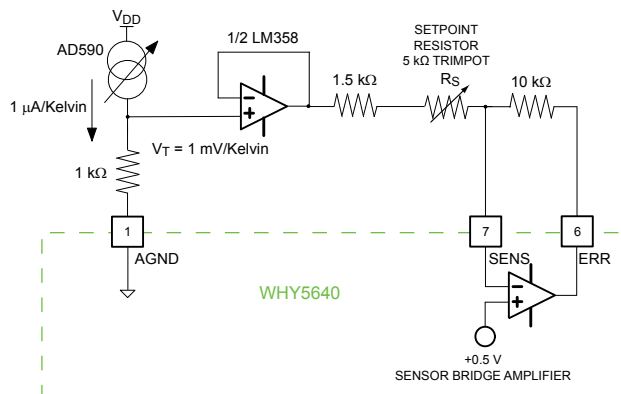 VDD
AD590
1/2 LM358
SETPOINT
RESISTOR
5 kΩ TRIMPOT
RS
1.5 kΩ
10 kΩ
1 μA/Kelvin
VT = 1 mV/Kelvin
1 kΩ
1
AGND
7
SENS
6
ERR
WHY5640
+0.5 V
SENSOR BRIDGE AMPLIFIER